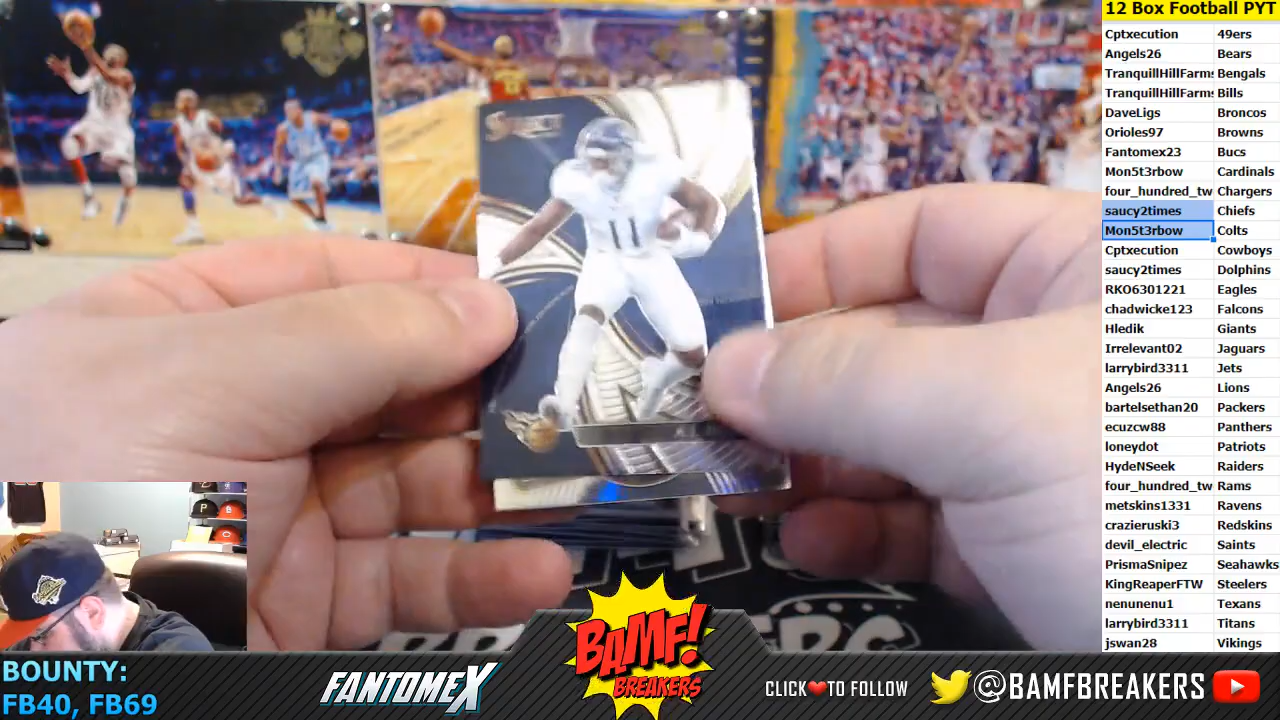 12 Box Football PYT
Cptxecution 49ers
Angels26 Bears
TranquillHillFarms Bengals
TranquillHillFarms Bills
DaveLigs Broncos
Orioles97 Browns
Fantomex23 Bucs
Mon5t3rbow Cardinals
four_hundred_tw Chargers
saucy2times Chiefs
Mon5t3rbow Colts
Cptxecution Cowboys
saucy2times Dolphins
RKO6301221 Eagles
chadwicke123 Falcons
Hledik Giants
Irrelevant02 Jaguars
larrybird3311 Jets
Angels26 Lions
bartelsethan20 Packers
ecuzcw88 Panthers
loneydot Patriots
HydeNSeek Raiders
four_hundred_tw Rams
metskins1331 Ravens
crazieruski3 Redskins
devil_electric Saints
PrismaSnipez Seahawks
KingReaperFTW Steelers
nenunenu1 Texans
larrybird3311 Titans
jswan28 Vikings
SELECT
11
BOUNTY:
FB40, FB69
FANTOMEX
BAMF!
BREAKERS
CLICK TO FOLLOW
@BAMFBREAKERS